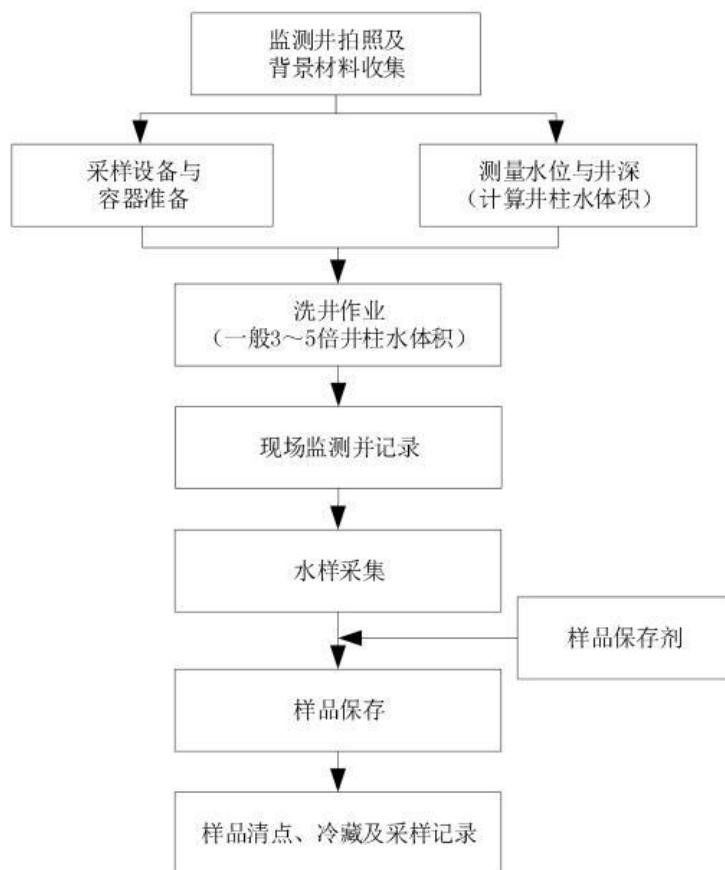 监测井拍照及
背景材料收集
采样设备与
容器准备
测量水位与井深
（计算井柱水体积）
洗井作业
（一般3～5倍井柱水体积）
现场监测并记录
水样采集
样品保存剂
样品保存
样品清点、冷藏及采样记录